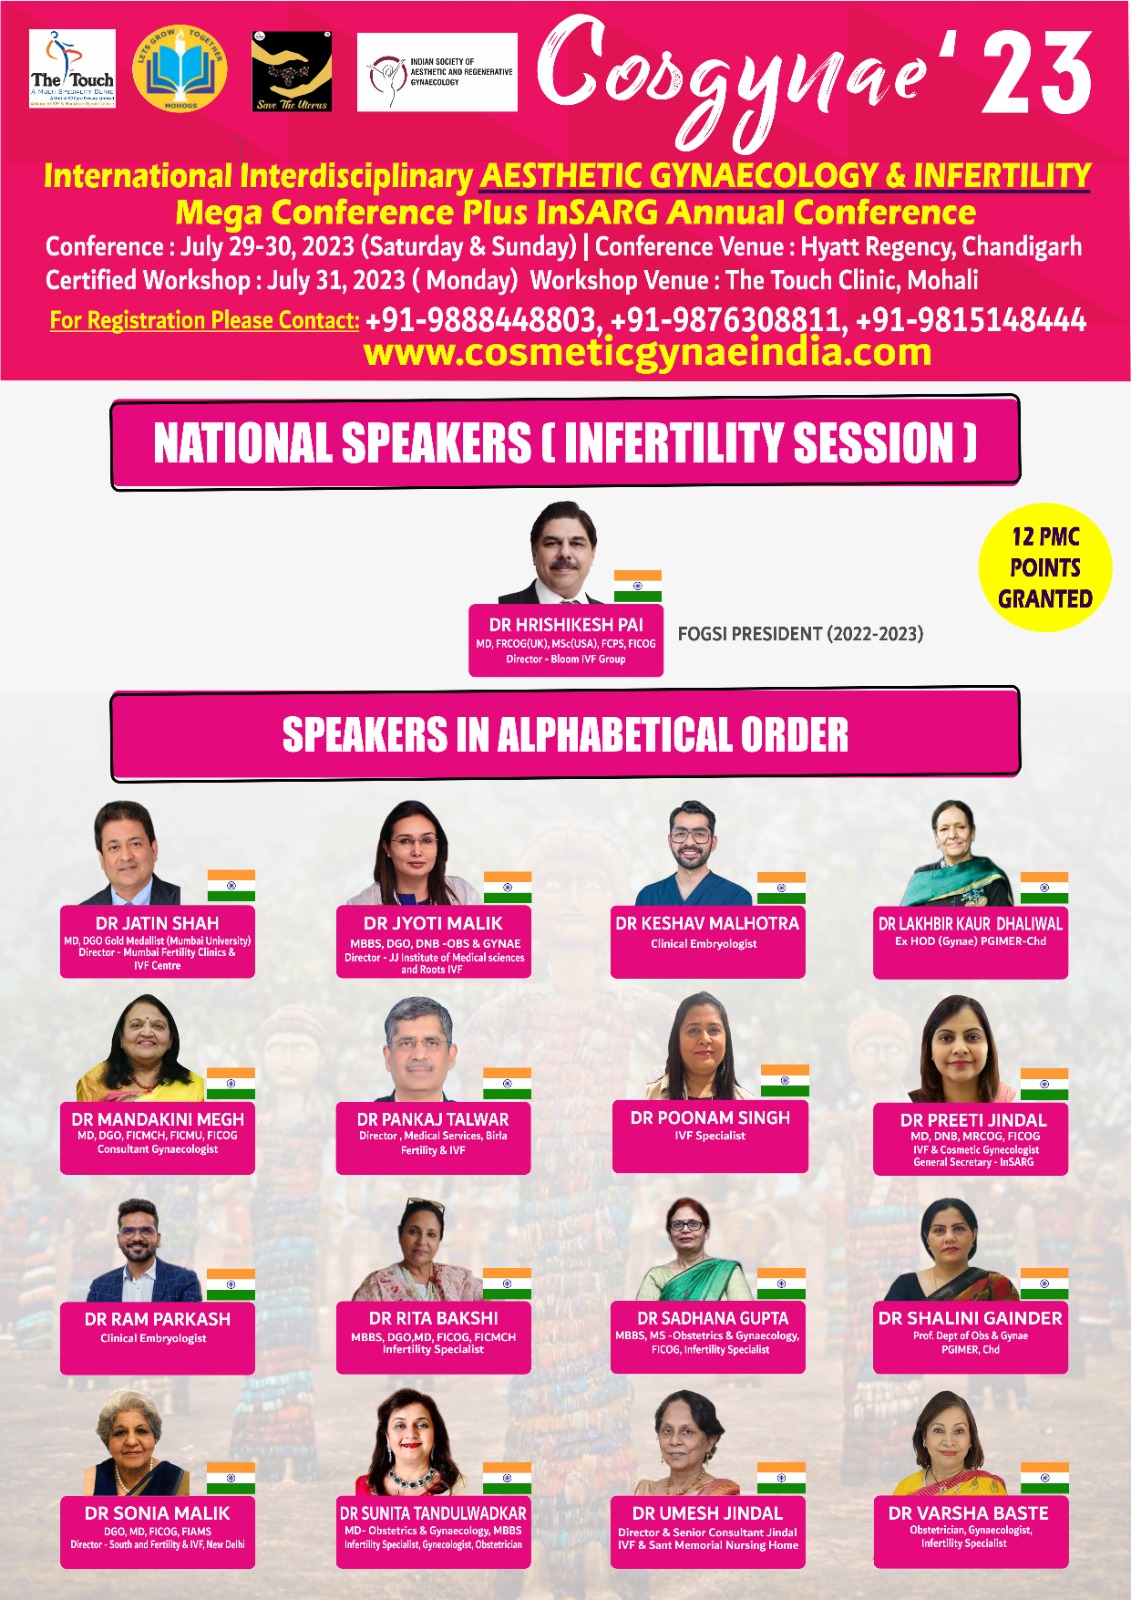 The Touch
A MULTI SPECIALITY CLINIC
LETS GROW TOGETHER
MOHOGS
Save The Uterus
INDIAN SOCIETY OF
AESTHETIC AND REGENERATIVE
GYNAECOLOGY
Cosgynae '23
International Interdisciplinary AESTHETIC GYNAECOLOGY & INFERTILITY
Mega Conference Plus InSARG Annual Conference
Conference : July 29-30, 2023 (Saturday & Sunday) | Conference Venue : Hyatt Regency, Chandigarh
Certified Workshop : July 31, 2023 ( Monday) Workshop Venue : The Touch Clinic, Mohali
For Registration Please Contact: +91-9888448803, +91-9876308811, +91-9815148444
www.cosmeticgynaeindia.com
NATIONAL SPEAKERS ( INFERTILITY SESSION )
12 PMC
POINTS
GRANTED
DR HRISHIKESH PAI
MD, FRCOG(UK), MSc(USA), FCPS, FICOG
Director - Bloom IVF Group
FOGSI PRESIDENT (2022-2023)
SPEAKERS IN ALPHABETICAL ORDER
DR JATIN SHAH
MD, DGO Gold Medallist (Mumbai University)
Director - Mumbai Fertility Clinics &
IVF Centre
DR JYOTI MALIK
MBBS, DGO, DNB -OBS & GYNAE
Director - JJ Institute of Medical sciences
and Roots IVF
DR KESHAV MALHOTRA
Clinical Embryologist
DR LAKHBIR KAUR DHALIWAL
Ex HOD (Gynae) PGIMER-Chd
DR MANDAKINI MEGH
MD, DGO, FICMCH, FICMU, FICOG
Consultant Gynaecologist
DR PANKAJ TALWAR
Director , Medical Services, Birla
Fertility & IVF
DR POONAM SINGH
IVF Specialist
DR PREETI JINDAL
MD, DNB, MRCOG, FICOG
IVF & Cosmetic Gynecologist
General Secretary - InSARG
DR RAM PARKASH
Clinical Embryologist
DR RITA BAKSHI
MBBS, DGO,MD, FICOG, FICMCH
Infertility Specialist
DR SADHANA GUPTA
MBBS, MS -Obstetrics & Gynaecology,
FICOG, Infertility Specialist
DR SHALINI GAINDER
Prof. Dept of Obs & Gynae
PGIMER, Chd
DR SONIA MALIK
DGO, MD, FICOG, FIAMS
Director - South and Fertility & IVF, New Delhi
DR SUNITA TANDULWADKAR
MD- Obstetrics & Gynaecology, MBBS
Infertility Specialist, Gynecologist, Obstetrician
DR UMESH JINDAL
Director & Senior Consultant Jindal
IVF & Sant Memorial Nursing Home
DR VARSHA BASTE
Obstetrician, Gynaecologist,
Infertility Specialist